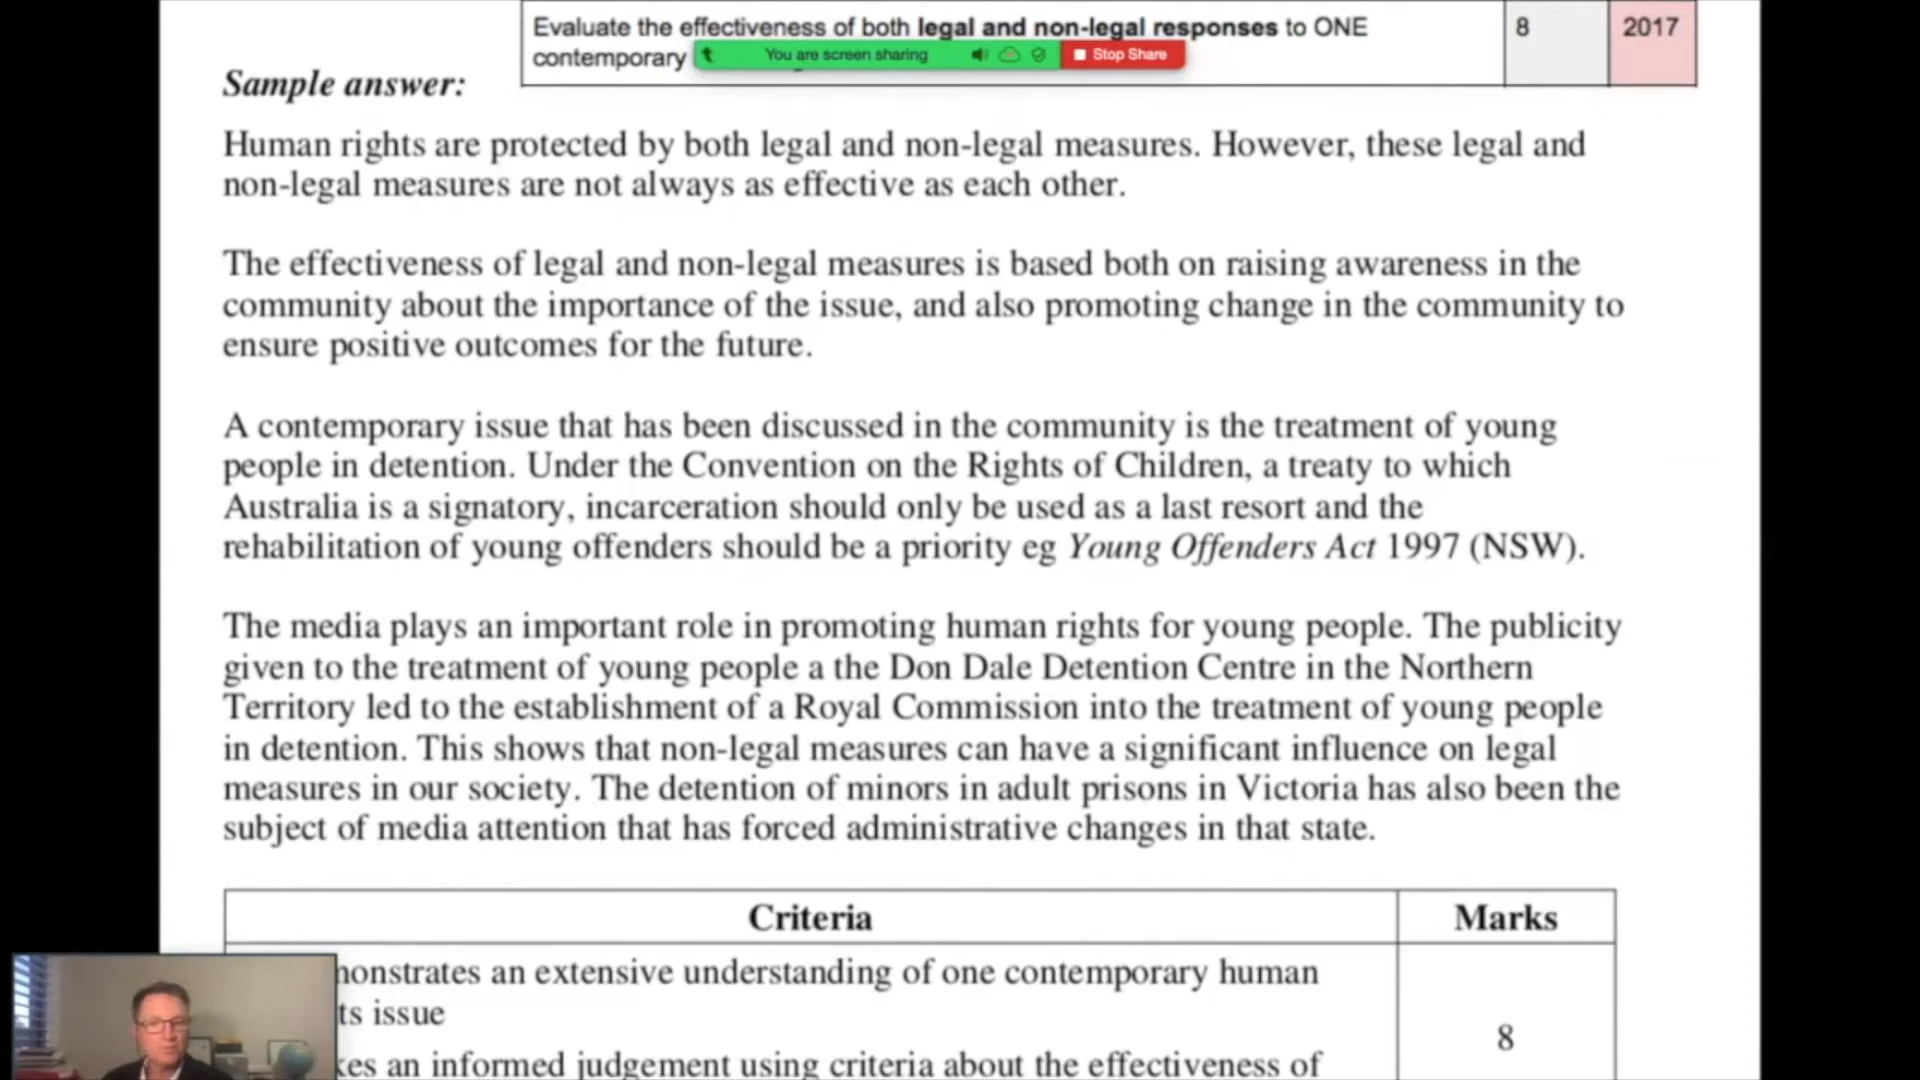 Evaluate the effectiveness of both legal and non-legal responses to ONE
contemporary
8
2017
You are screen sharing
Stop Share
Sample answer:
Human rights are protected by both legal and non-legal measures. However, these legal and
non-legal measures are not always as effective as each other.
The effectiveness of legal and non-legal measures is based both on raising awareness in the
community about the importance of the issue, and also promoting change in the community to
ensure positive outcomes for the future.
A contemporary issue that has been discussed in the community is the treatment of young
people in detention. Under the Convention on the Rights of Children, a treaty to which
Australia is a signatory, incarceration should only be used as a last resort and the
rehabilitation of young offenders should be a priority eg Young Offenders Act 1997 (NSW).
The media plays an important role in promoting human rights for young people. The publicity
given to the treatment of young people a the Don Dale Detention Centre in the Northern
Territory led to the establishment of a Royal Commission into the treatment of young people
in detention. This shows that non-legal measures can have a significant influence on legal
measures in our society. The detention of minors in adult prisons in Victoria has also been the
subject of media attention that has forced administrative changes in that state.
Criteria
Marks
monstrates an extensive understanding of one contemporary human
ts issue
8
kes an informed judgement using criteria about the effectiveness of